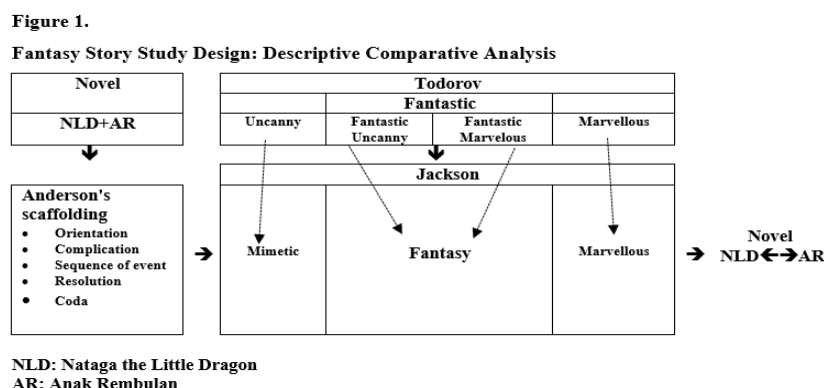 Figure 1.
Fantasy Story Study Design: Descriptive Comparative Analysis
Novel
NLD+AR
Todorov
Fantastic
Uncanny
Fantastic
Uncanny
Fantastic
Marvelous
Marvellous
Anderson's
scaffolding
• Orientation
• Complication
• Sequence of event
• Resolution
• Coda
Jackson
Mimetic
Fantasy
Marvellous
Novel
NLD←→AR
NLD: Nataga the Little Dragon
AR: Anak Rembulan